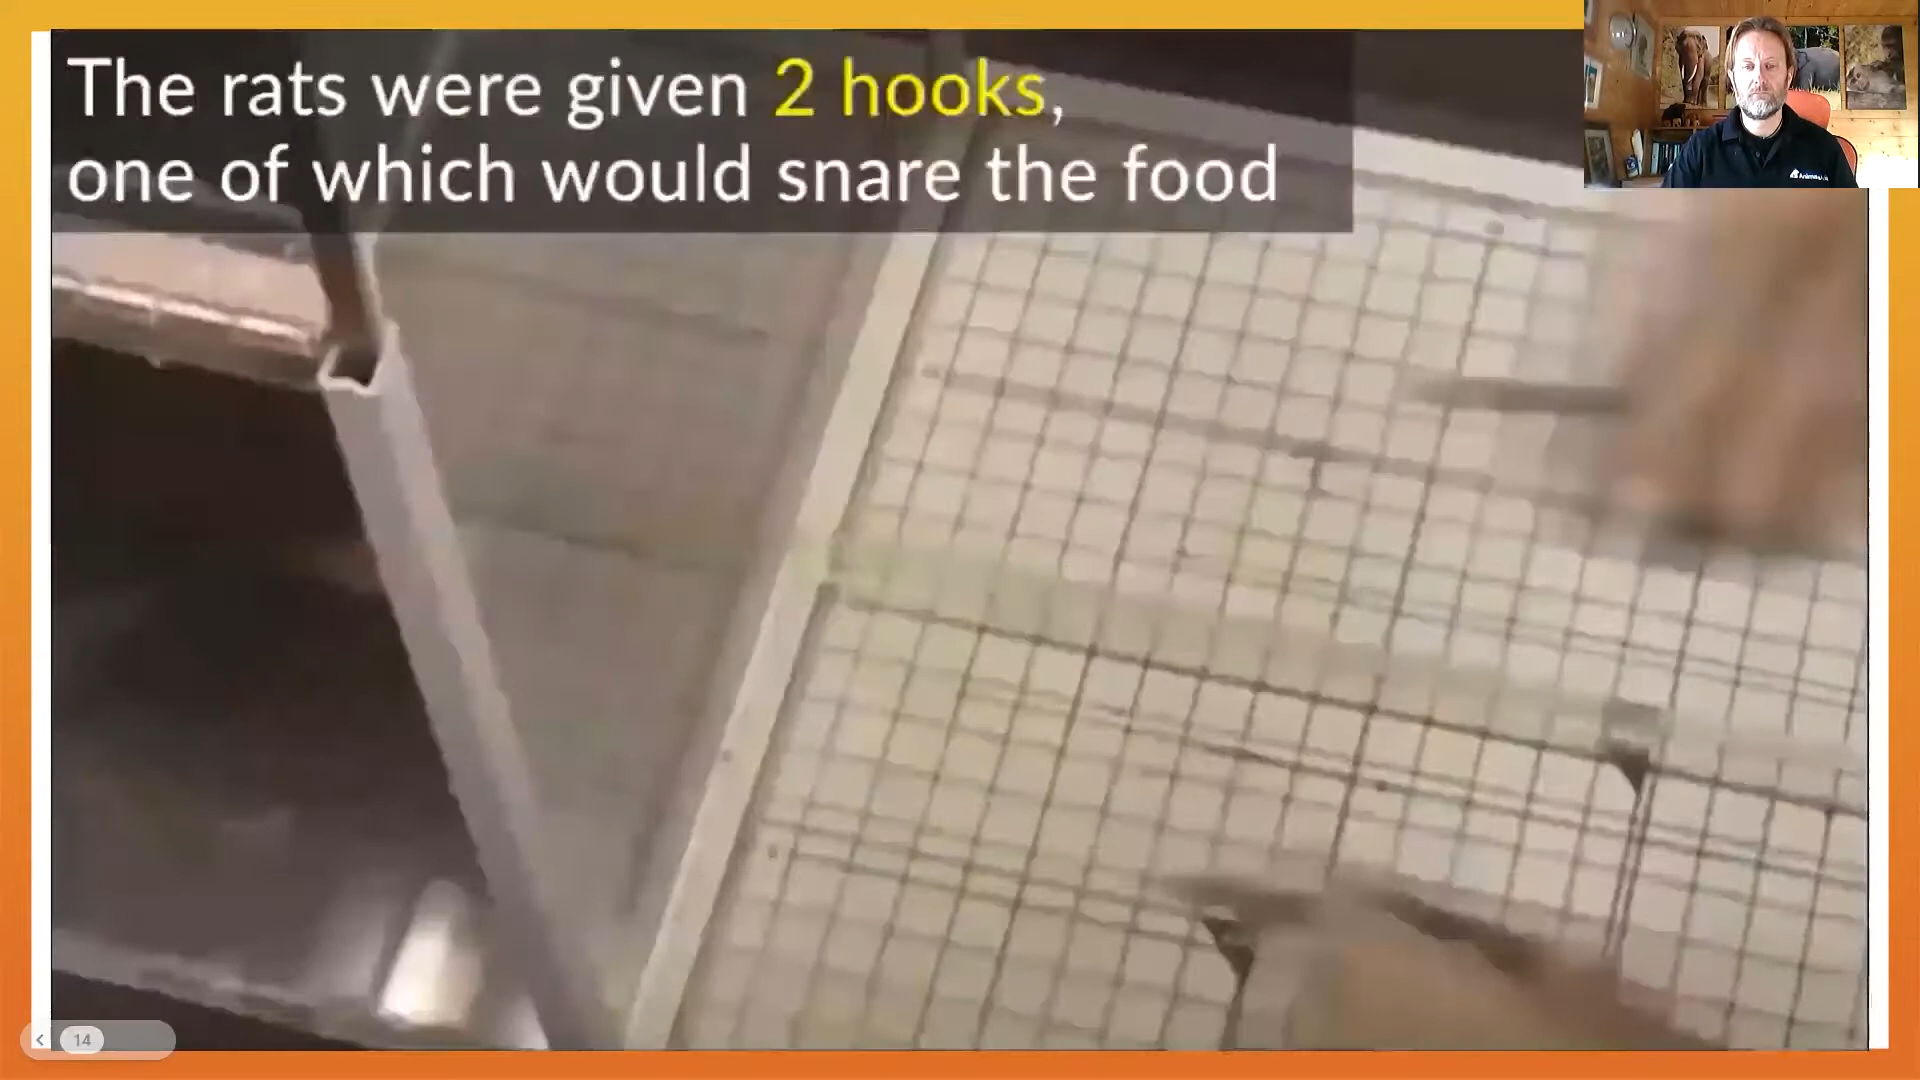 The rats were given 2 hooks,
one of which would snare the food
14